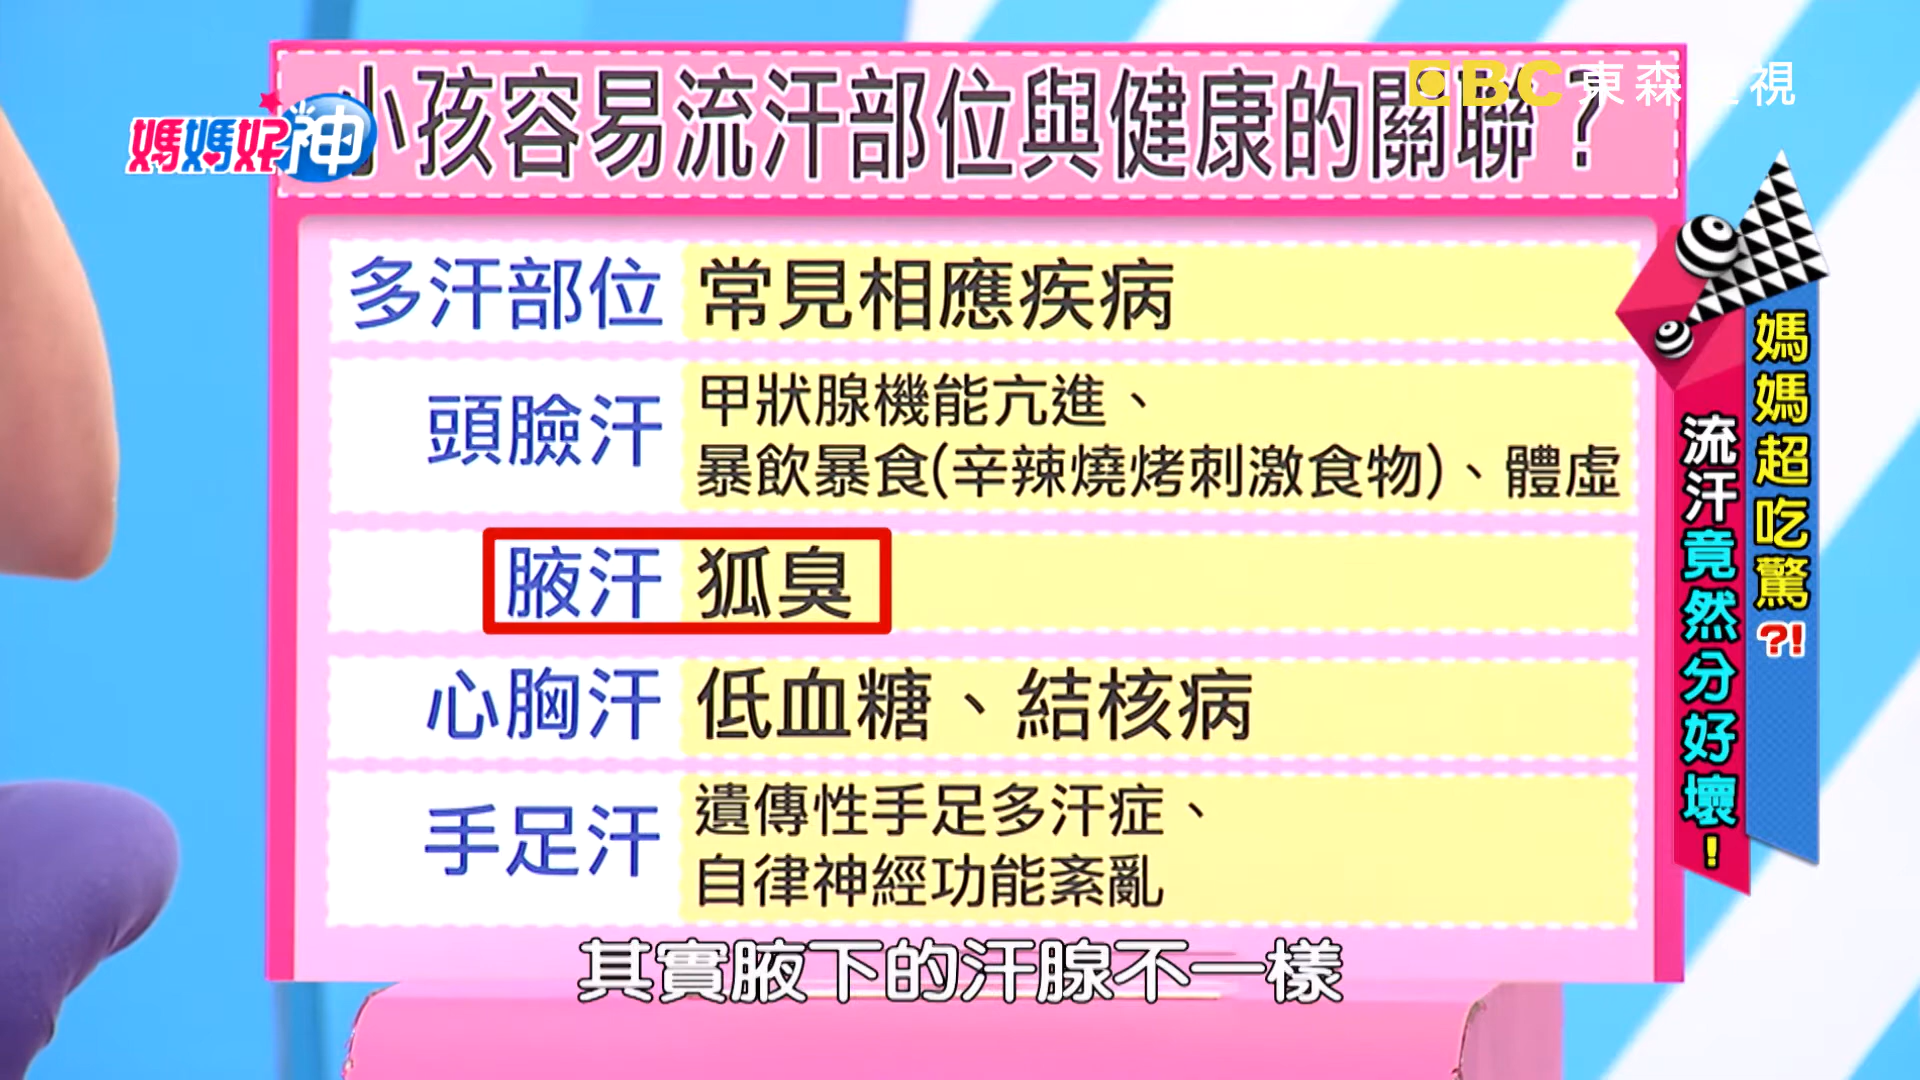 小孩容易流汗部位與健康的關聯？
媽媽好神
EBC 東森 視
多汗部位 常見相應疾病
頭臉汗 甲狀腺機能亢進、
暴飲暴食(辛辣燒烤刺激食物)、體虛
腋汗 狐臭
心胸汗 低血糖、結核病
手足汗 遺傳性手足多汗症、
自律神經功能紊亂
媽媽超吃驚?!
流汗竟然分好壞！
其實腋下的汗腺不一樣